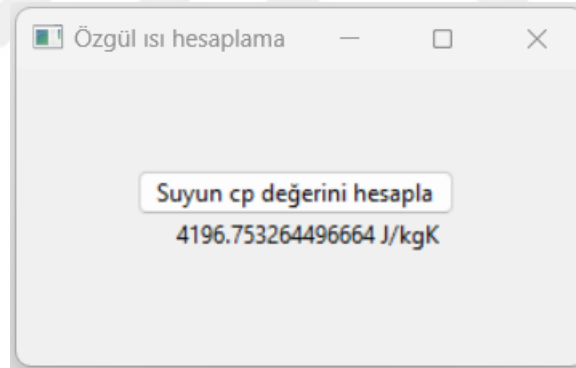 Özgül ısı hesaplama
Suyun cp değerini hesapla
4196.753264496664 J/kgK